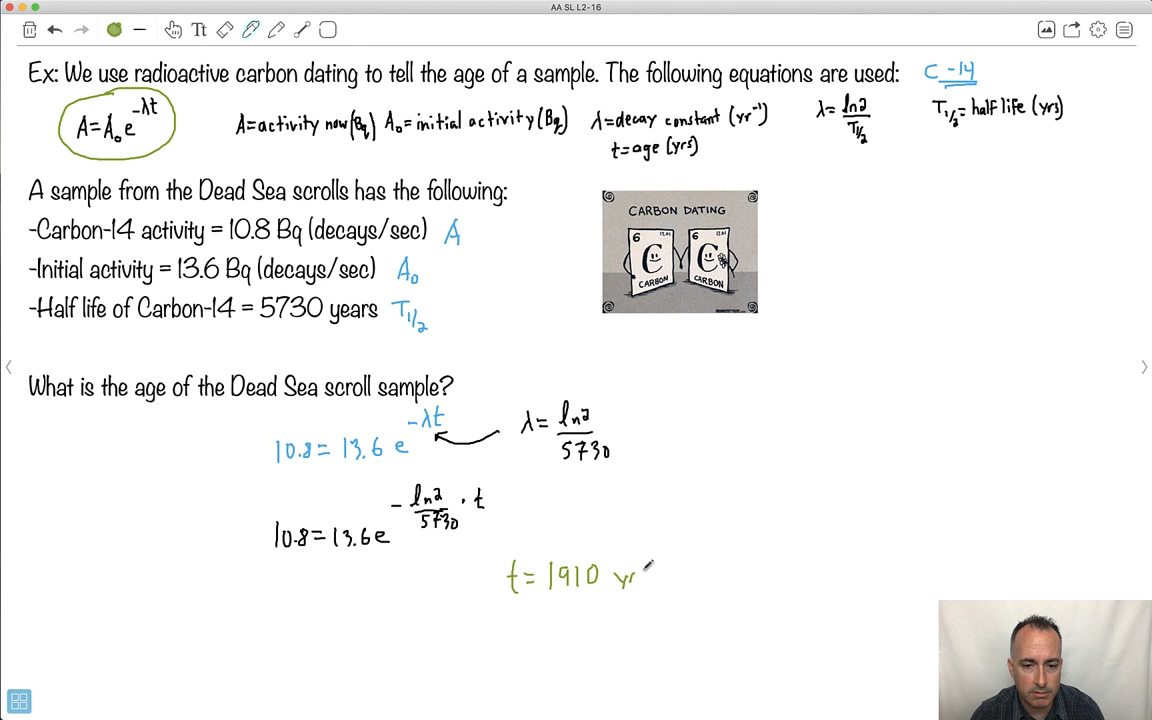 AA SL L2-16
Tt
Ex: We use radioactive carbon dating to tell the age of a sample. The following equations are used: C-14
A=A₀e^-λt A=activity now(Bq) A₀=initial activity(Bq) λ=decay constant (yr⁻¹) λ=ln2/T1/2 T1/2=half life (yrs)
t=age (yrs)
A sample from the Dead Sea scrolls has the following:
-Carbon-14 activity = 10.8 Bq (decays/sec) A
-Initial activity = 13.6 Bq (decays/sec) A₀
-Half life of Carbon-14 = 5730 years T1/2
CARBON DATING
6 C CARBON
6 C CARBON
What is the age of the Dead Sea scroll sample?
10.8=13.6e^-λt λ=ln2/5730
10.8=13.6e^-ln2/5730·t
t=1910 yr